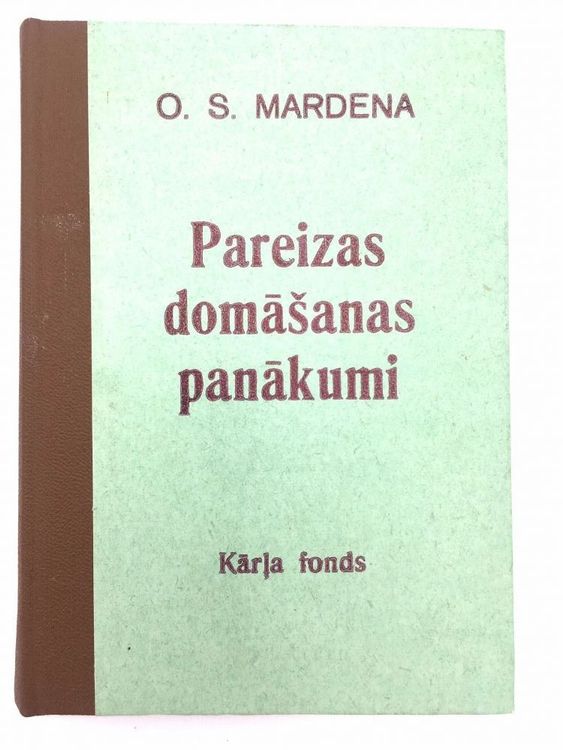 O. S. MARDENA
Pareizas
domāšanas
panākumi
Kārļa fonds